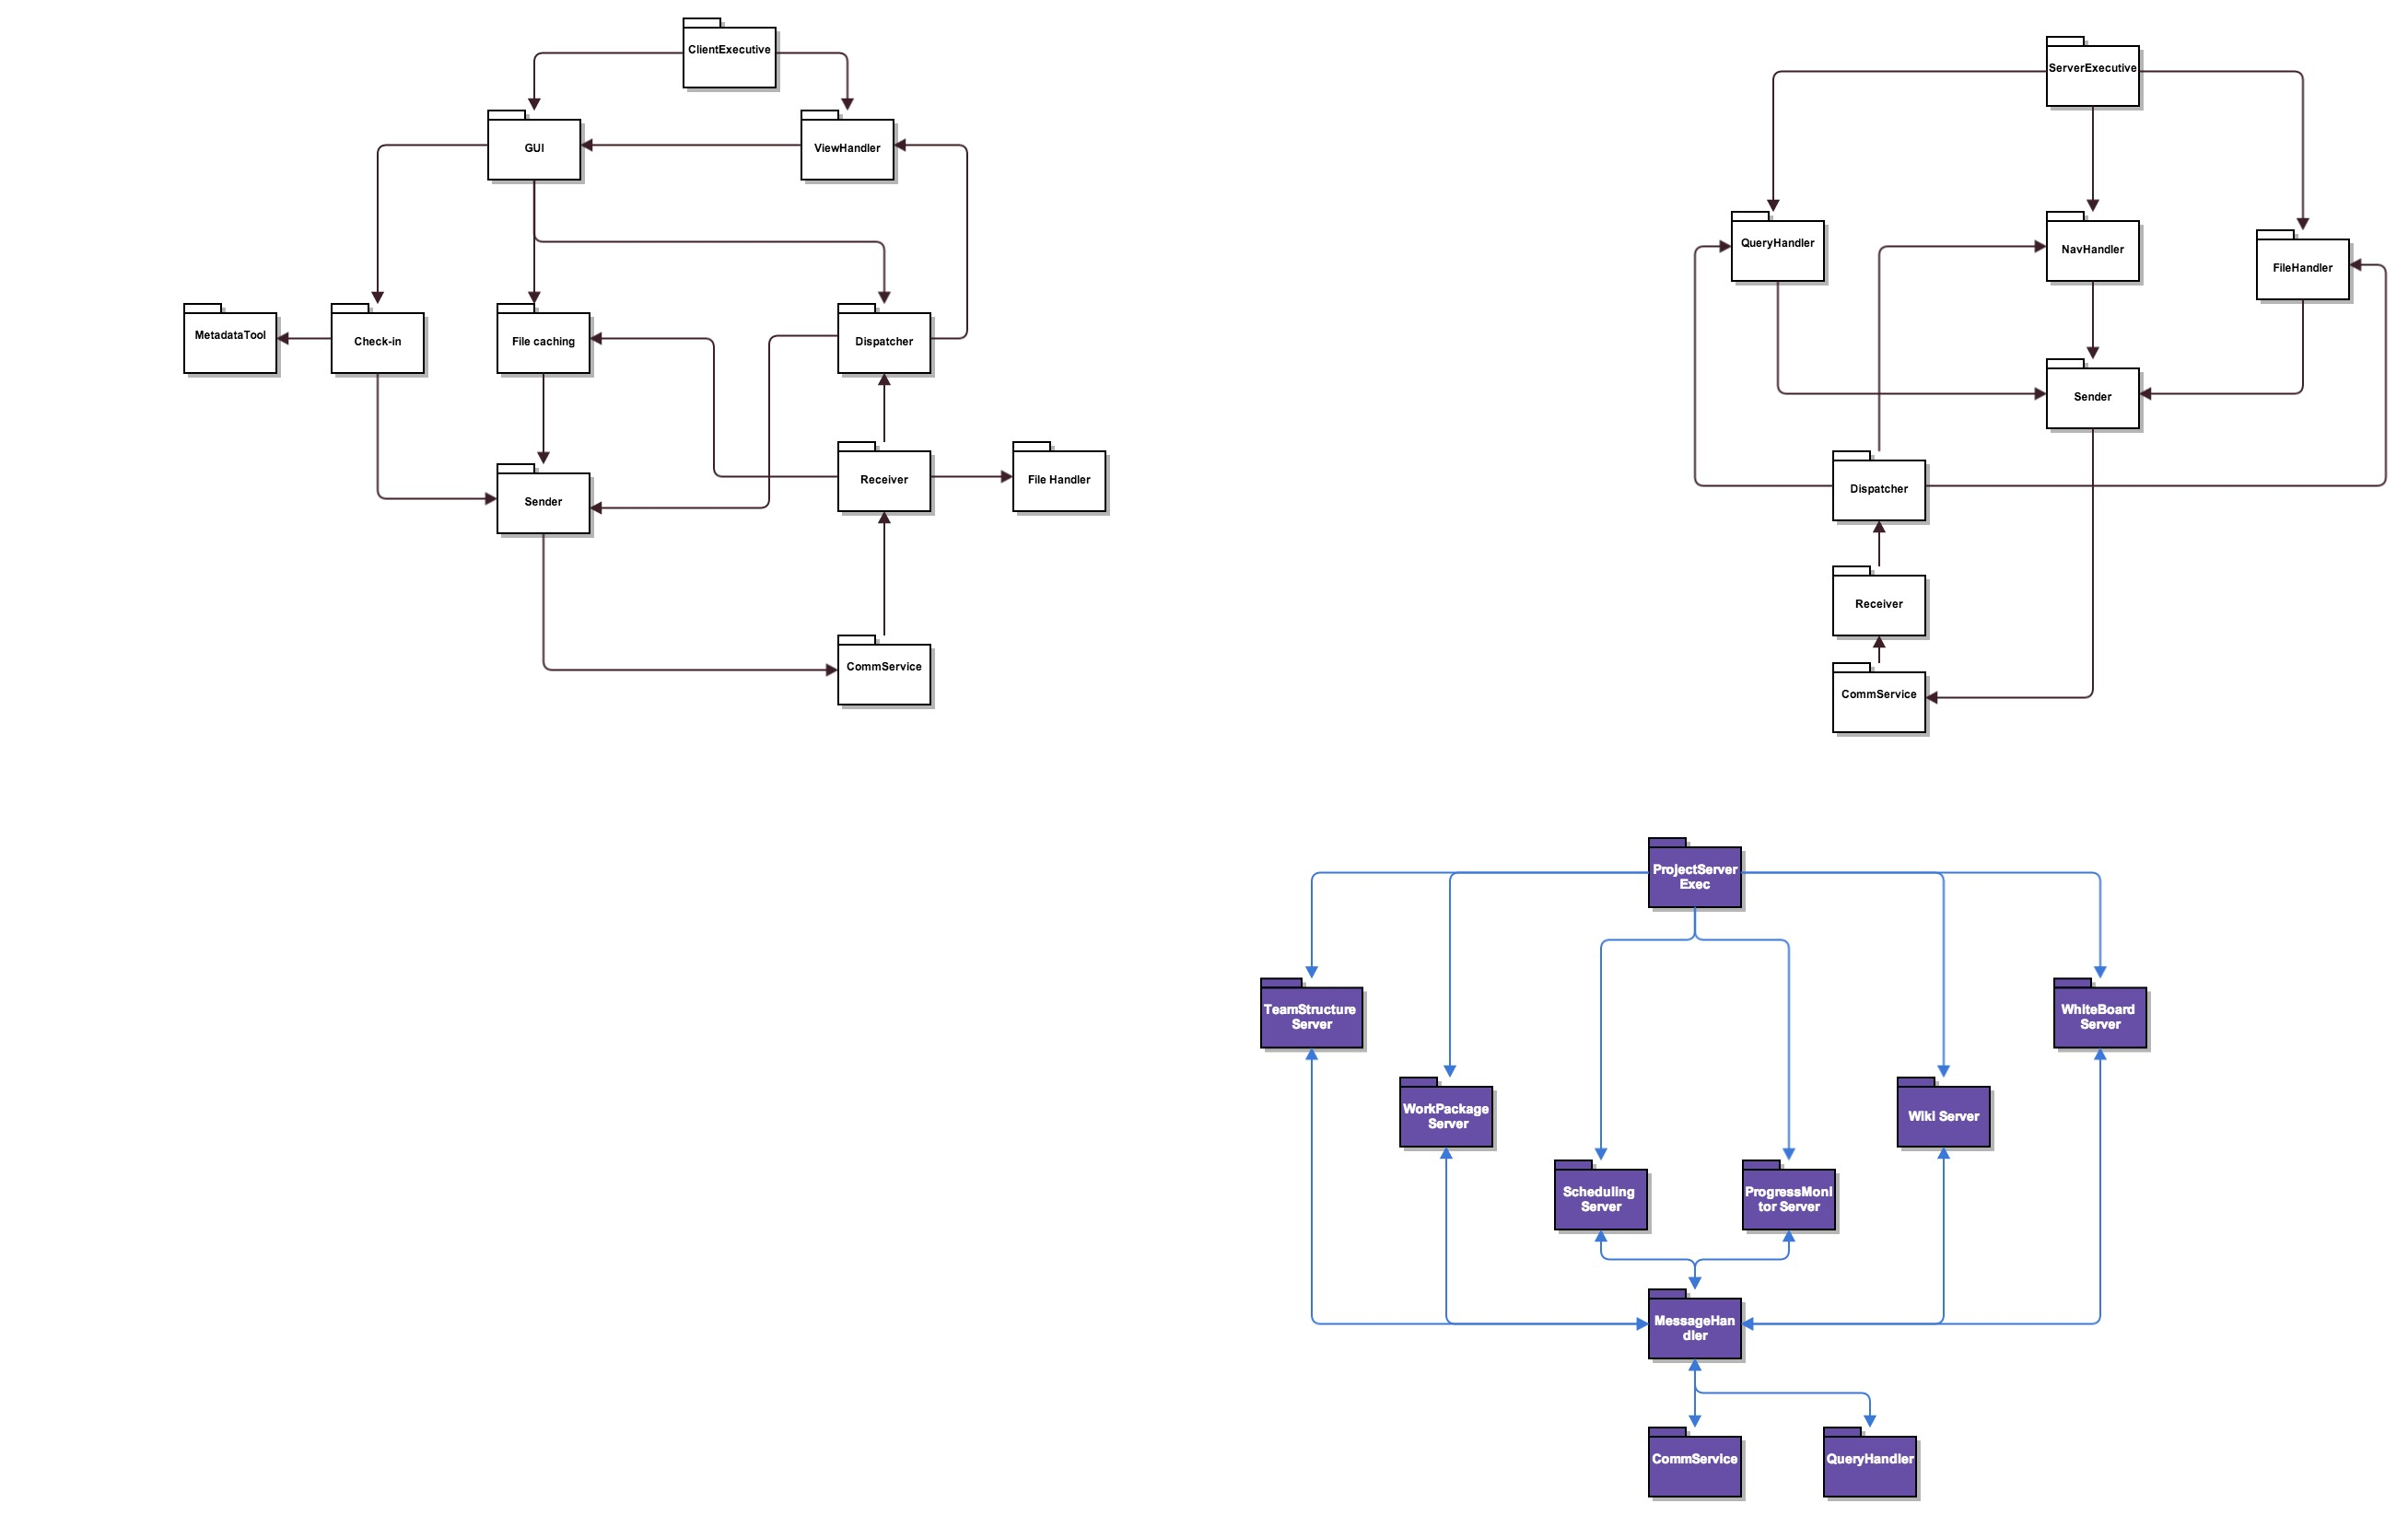 ClientExecutive
GUI
ViewHandler
MetadataTool
Check-in
File caching
Dispatcher
Sender
Receiver
File Handler
CommService
ServerExecutive
QueryHandler
NavHandler
FileHandler
Sender
Dispatcher
Receiver
CommService
ProjectServer
Exec
TeamStructure
Server
WhiteBoard
Server
WorkPackage
Server
Wiki Server
Scheduling
Server
ProgressMoni
tor Server
MessageHan
dler
CommService
QueryHandler